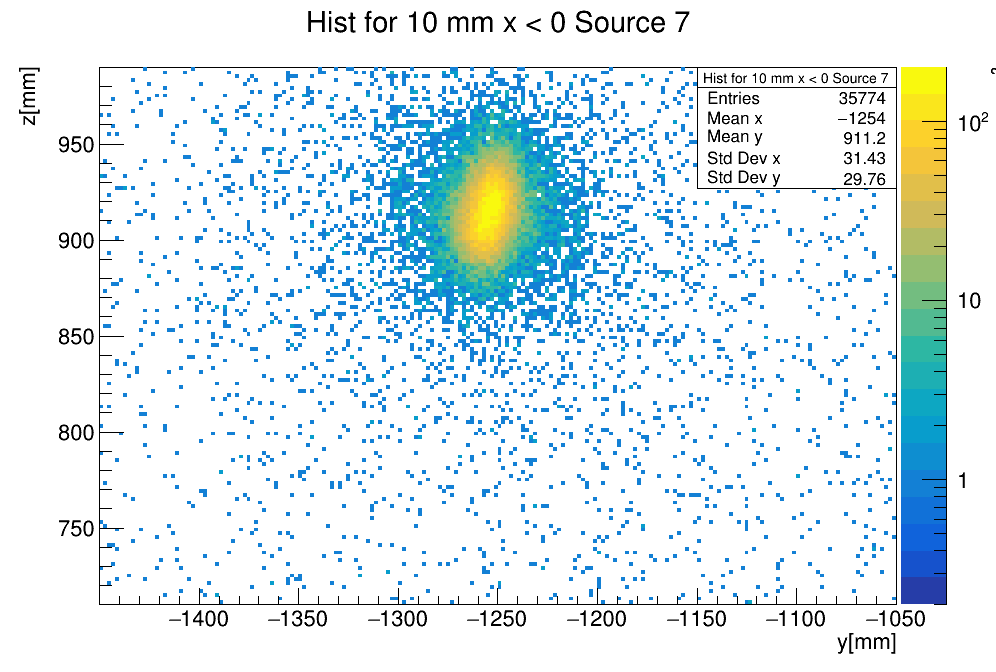 Hist for 10 mm x < 0 Source 7
z[mm]
Hist for 10 mm x < 0 Source 7
Entries 35774
Mean x −1254
Mean y 911.2
Std Dev x 31.43
Std Dev y 29.76
950
900
850
800
750
10²
10
1
−1400 −1350 −1300 −1250 −1200 −1150 −1100 −1050
y[mm]